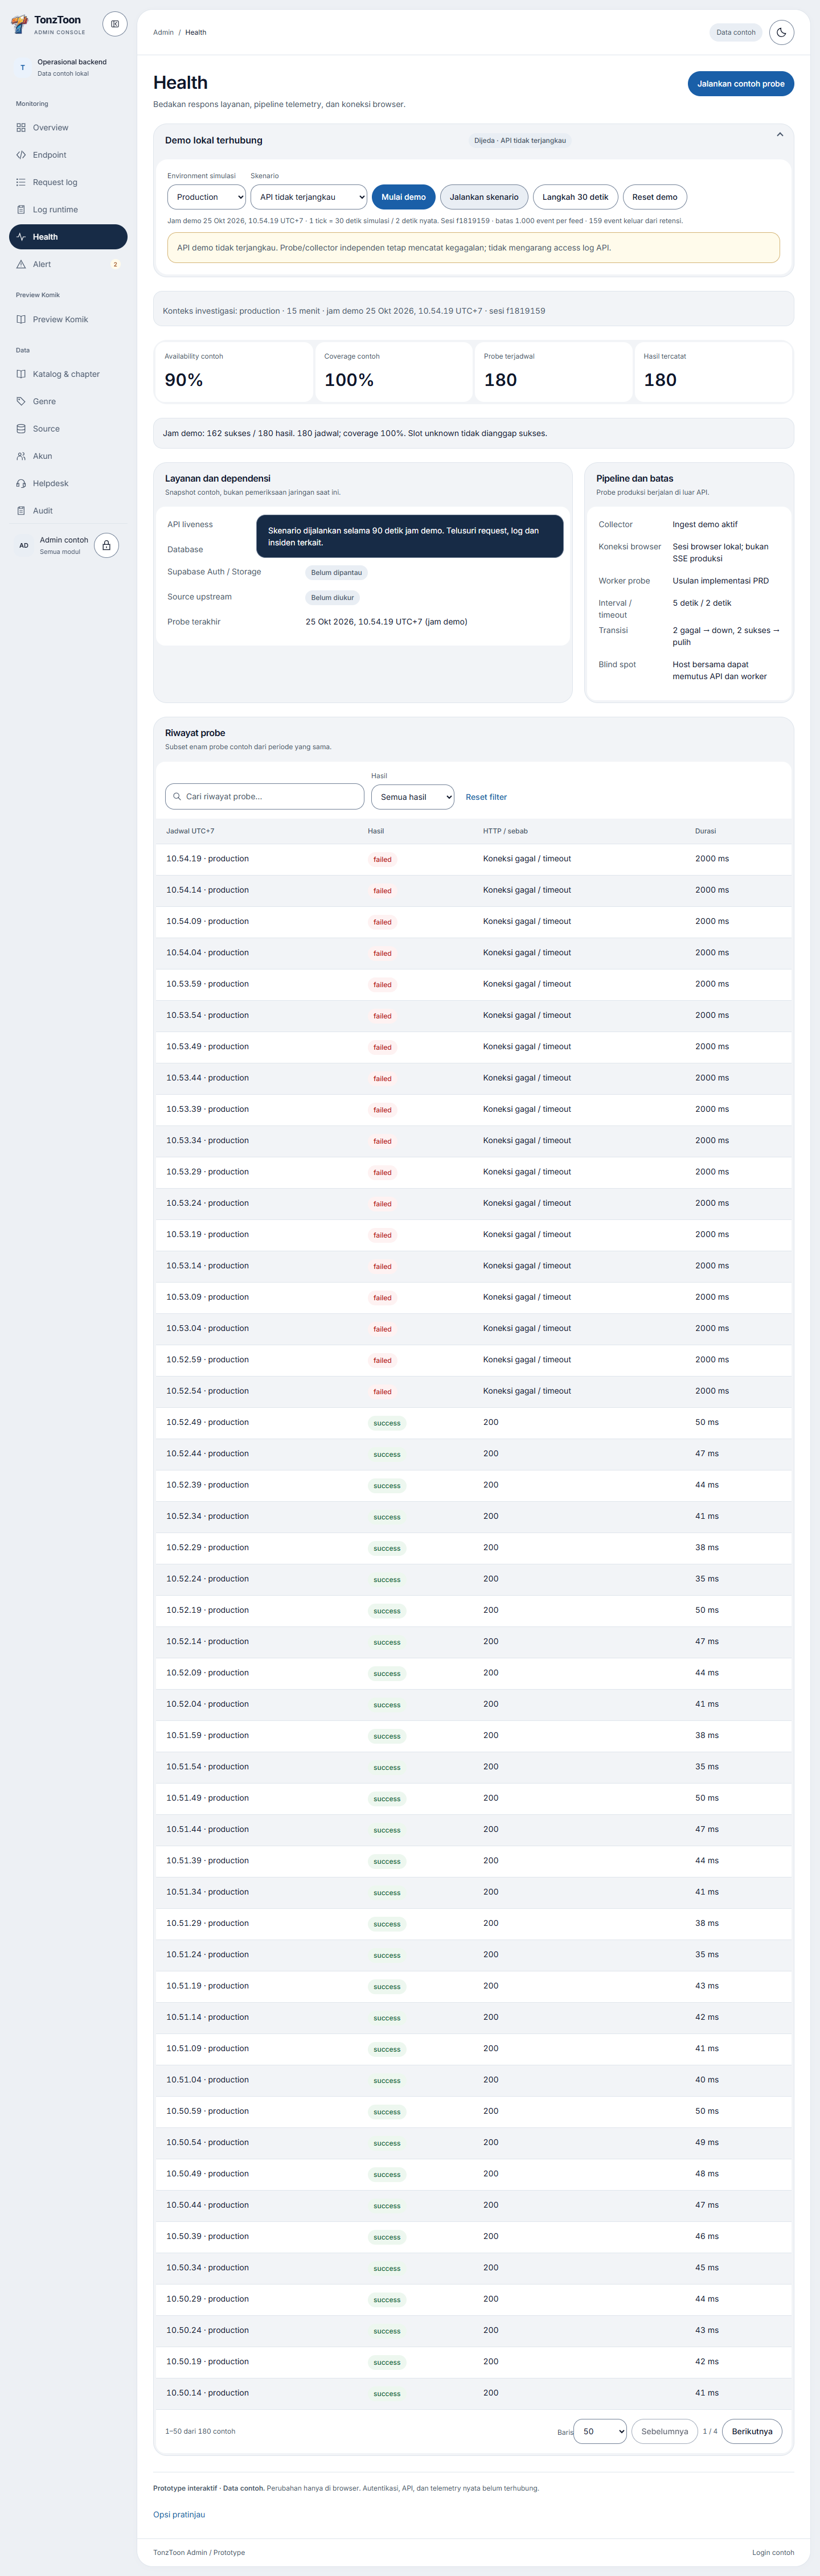 TonzToon
ADMIN CONSOLE
T
Operasional backend
Data contoh lokal
Monitoring
Overview
Endpoint
Request log
Log runtime
Health
Alert
2
Preview Komik
Preview Komik
Data
Katalog & chapter
Genre
Source
Akun
Helpdesk
Audit
AD
Admin contoh
Semua modul
Admin / Health
Data contoh
Health
Bedakan respons layanan, pipeline telemetry, dan koneksi browser.
Jalankan contoh probe
Demo lokal terhubung
Dijeda · API tidak terjangkau
Environment simulasi
Skenario
Production
API tidak terjangkau
Mulai demo
Jalankan skenario
Langkah 30 detik
Reset demo
Jam demo 25 Okt 2026, 10.54.19 UTC+7 · 1 tick = 30 detik simulasi / 2 detik nyata. Sesi f1819159 · batas 1.000 event per feed · 159 event keluar dari retensi.
API demo tidak terjangkau. Probe/collector independen tetap mencatat kegagalan; tidak mengarang access log API.
Konteks investigasi: production · 15 menit · jam demo 25 Okt 2026, 10.54.19 UTC+7 · sesi f1819159
Availability contoh
90%
Coverage contoh
100%
Probe terjadwal
180
Hasil tercatat
180
Jam demo: 162 sukses / 180 hasil. 180 jadwal; coverage 100%. Slot unknown tidak dianggap sukses.
Layanan dan dependensi
Snapshot contoh, bukan pemeriksaan jaringan saat ini.
API liveness
Database
Skenario dijalankan selama 90 detik jam demo. Telusuri request, log dan
insiden terkait.
Supabase Auth / Storage
Belum dipantau
Source upstream
Belum diukur
Probe terakhir
25 Okt 2026, 10.54.19 UTC+7 (jam demo)
Pipeline dan batas
Probe produksi berjalan di luar API.
Collector
Ingest demo aktif
Koneksi browser
Sesi browser lokal; bukan
SSE produksi
Worker probe
Usulan implementasi PRD
Interval /
timeout
5 detik / 2 detik
Transisi
2 gagal → down, 2 sukses →
pulih
Blind spot
Host bersama dapat
memutus API dan worker
Riwayat probe
Subset enam probe contoh dari periode yang sama.
Cari riwayat probe...
Hasil
Semua hasil
Reset filter
Jadwal UTC+7 Hasil HTTP / sebab Durasi
10.54.19 · production failed Koneksi gagal / timeout 2000 ms
10.54.14 · production failed Koneksi gagal / timeout 2000 ms
10.54.09 · production failed Koneksi gagal / timeout 2000 ms
10.54.04 · production failed Koneksi gagal / timeout 2000 ms
10.53.59 · production failed Koneksi gagal / timeout 2000 ms
10.53.54 · production failed Koneksi gagal / timeout 2000 ms
10.53.49 · production failed Koneksi gagal / timeout 2000 ms
10.53.44 · production failed Koneksi gagal / timeout 2000 ms
10.53.39 · production failed Koneksi gagal / timeout 2000 ms
10.53.34 · production failed Koneksi gagal / timeout 2000 ms
10.53.29 · production failed Koneksi gagal / timeout 2000 ms
10.53.24 · production failed Koneksi gagal / timeout 2000 ms
10.53.19 · production failed Koneksi gagal / timeout 2000 ms
10.53.14 · production failed Koneksi gagal / timeout 2000 ms
10.53.09 · production failed Koneksi gagal / timeout 2000 ms
10.53.04 · production failed Koneksi gagal / timeout 2000 ms
10.52.59 · production failed Koneksi gagal / timeout 2000 ms
10.52.54 · production failed Koneksi gagal / timeout 2000 ms
10.52.49 · production success 200 50 ms
10.52.44 · production success 200 47 ms
10.52.39 · production success 200 44 ms
10.52.34 · production success 200 41 ms
10.52.29 · production success 200 38 ms
10.52.24 · production success 200 35 ms
10.52.19 · production success 200 50 ms
10.52.14 · production success 200 47 ms
10.52.09 · production success 200 44 ms
10.52.04 · production success 200 41 ms
10.51.59 · production success 200 38 ms
10.51.54 · production success 200 35 ms
10.51.49 · production success 200 50 ms
10.51.44 · production success 200 47 ms
10.51.39 · production success 200 44 ms
10.51.34 · production success 200 41 ms
10.51.29 · production success 200 38 ms
10.51.24 · production success 200 35 ms
10.51.19 · production success 200 43 ms
10.51.14 · production success 200 42 ms
10.51.09 · production success 200 41 ms
10.51.04 · production success 200 40 ms
10.50.59 · production success 200 50 ms
10.50.54 · production success 200 49 ms
10.50.49 · production success 200 48 ms
10.50.44 · production success 200 47 ms
10.50.39 · production success 200 46 ms
10.50.34 · production success 200 45 ms
10.50.29 · production success 200 44 ms
10.50.24 · production success 200 43 ms
10.50.19 · production success 200 42 ms
10.50.14 · production success 200 41 ms
1–50 dari 180 contoh
Baris 50 Sebelumnya 1 / 4 Berikutnya
Prototype interaktif · Data contoh. Perubahan hanya di browser. Autentikasi, API, dan telemetry nyata belum terhubung.
Opsi pratinjau
TonzToon Admin / Prototype
Login contoh